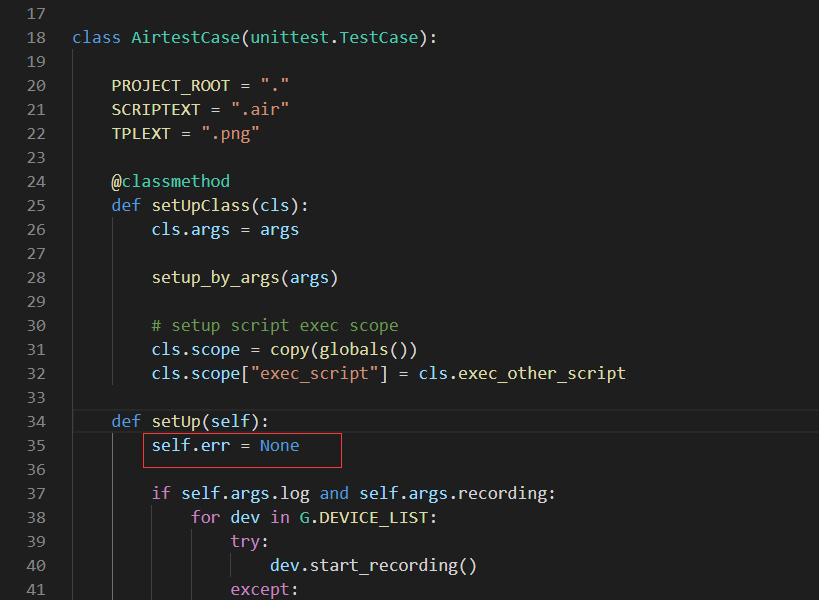 17
18 class AirtestCase(unittest.TestCase):
19
20 PROJECT_ROOT = "."
21 SCRIPTEXT = ".air"
22 TPLEXT = ".png"
23
24 @classmethod
25 def setUpClass(cls):
26 cls.args = args
27
28 setup_by_args(args)
29
30 # setup script exec scope
31 cls.scope = copy(globals())
32 cls.scope["exec_script"] = cls.exec_other_script
33
34 def setUp(self):
35 self.err = None
36
37 if self.args.log and self.args.recording:
38 for dev in G.DEVICE_LIST:
39 try:
40 dev.start_recording()
41 except: